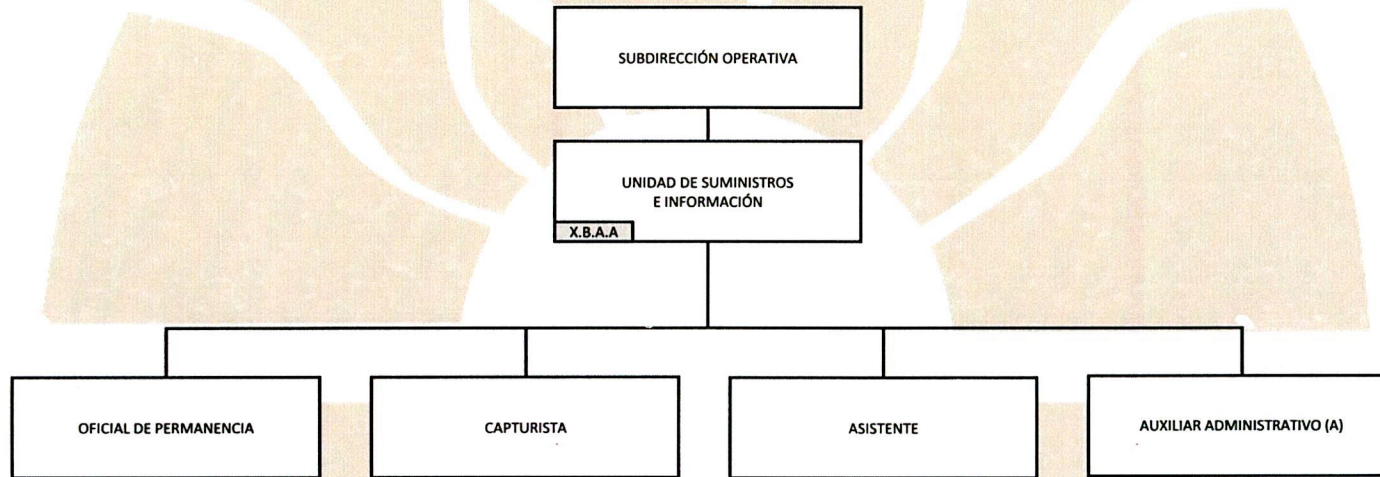 SUBDIRECCIÓN OPERATIVA
UNIDAD DE SUMINISTROS
E INFORMACIÓN
X.B.A.A
OFICIAL DE PERMANENCIA
CAPTURISTA
ASISTENTE
AUXILIAR ADMINISTRATIVO (A)